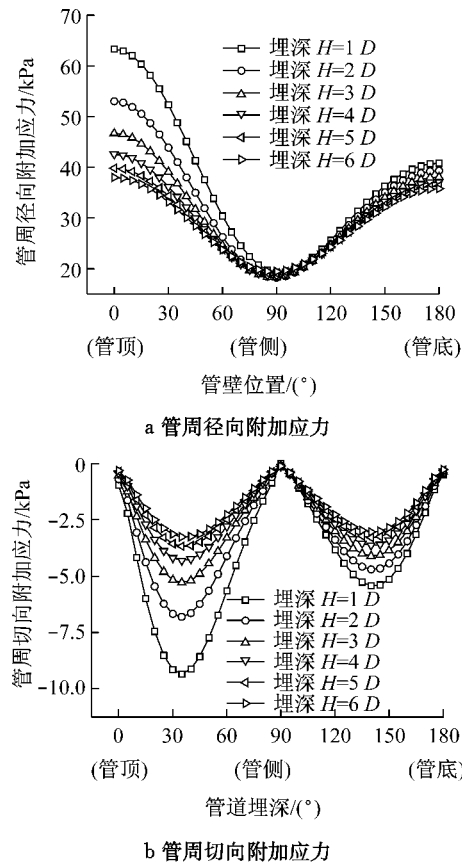 管周径向附加应力/kPa
70
60
50
40
30
20
埋深 H=1 D
埋深 H=2 D
埋深 H=3 D
埋深 H=4 D
埋深 H=5 D
埋深 H=6 D
0 30 60 90 120 150 180
(管顶) (管侧) (管底)
管壁位置/(°)
a 管周径向附加应力
管周切向附加应力/kPa
0
-2.5
-5.0
-7.5
-10.0
埋深 H=1 D
埋深 H=2 D
埋深 H=3 D
埋深 H=4 D
埋深 H=5 D
埋深 H=6 D
0 30 60 90 120 150 180
(管顶) (管侧) (管底)
管道埋深/(°)
b 管周切向附加应力